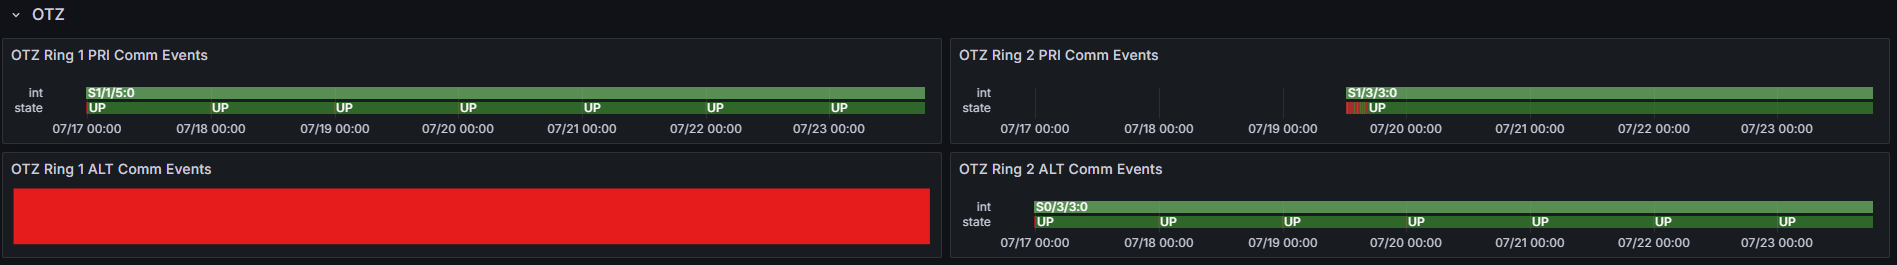 OTZ
OTZ Ring 1 PRI Comm Events
int S1/1/5:0
state UP UP UP UP UP UP UP
07/17 00:00 07/18 00:00 07/19 00:00 07/20 00:00 07/21 00:00 07/22 00:00 07/23 00:00
OTZ Ring 2 PRI Comm Events
int S1/3/3:0
state UP
07/17 00:00 07/18 00:00 07/19 00:00 07/20 00:00 07/21 00:00 07/22 00:00 07/23 00:00
OTZ Ring 1 ALT Comm Events
OTZ Ring 2 ALT Comm Events
int S0/3/3:0
state UP UP UP UP UP UP UP
07/17 00:00 07/18 00:00 07/19 00:00 07/20 00:00 07/21 00:00 07/22 00:00 07/23 00:00